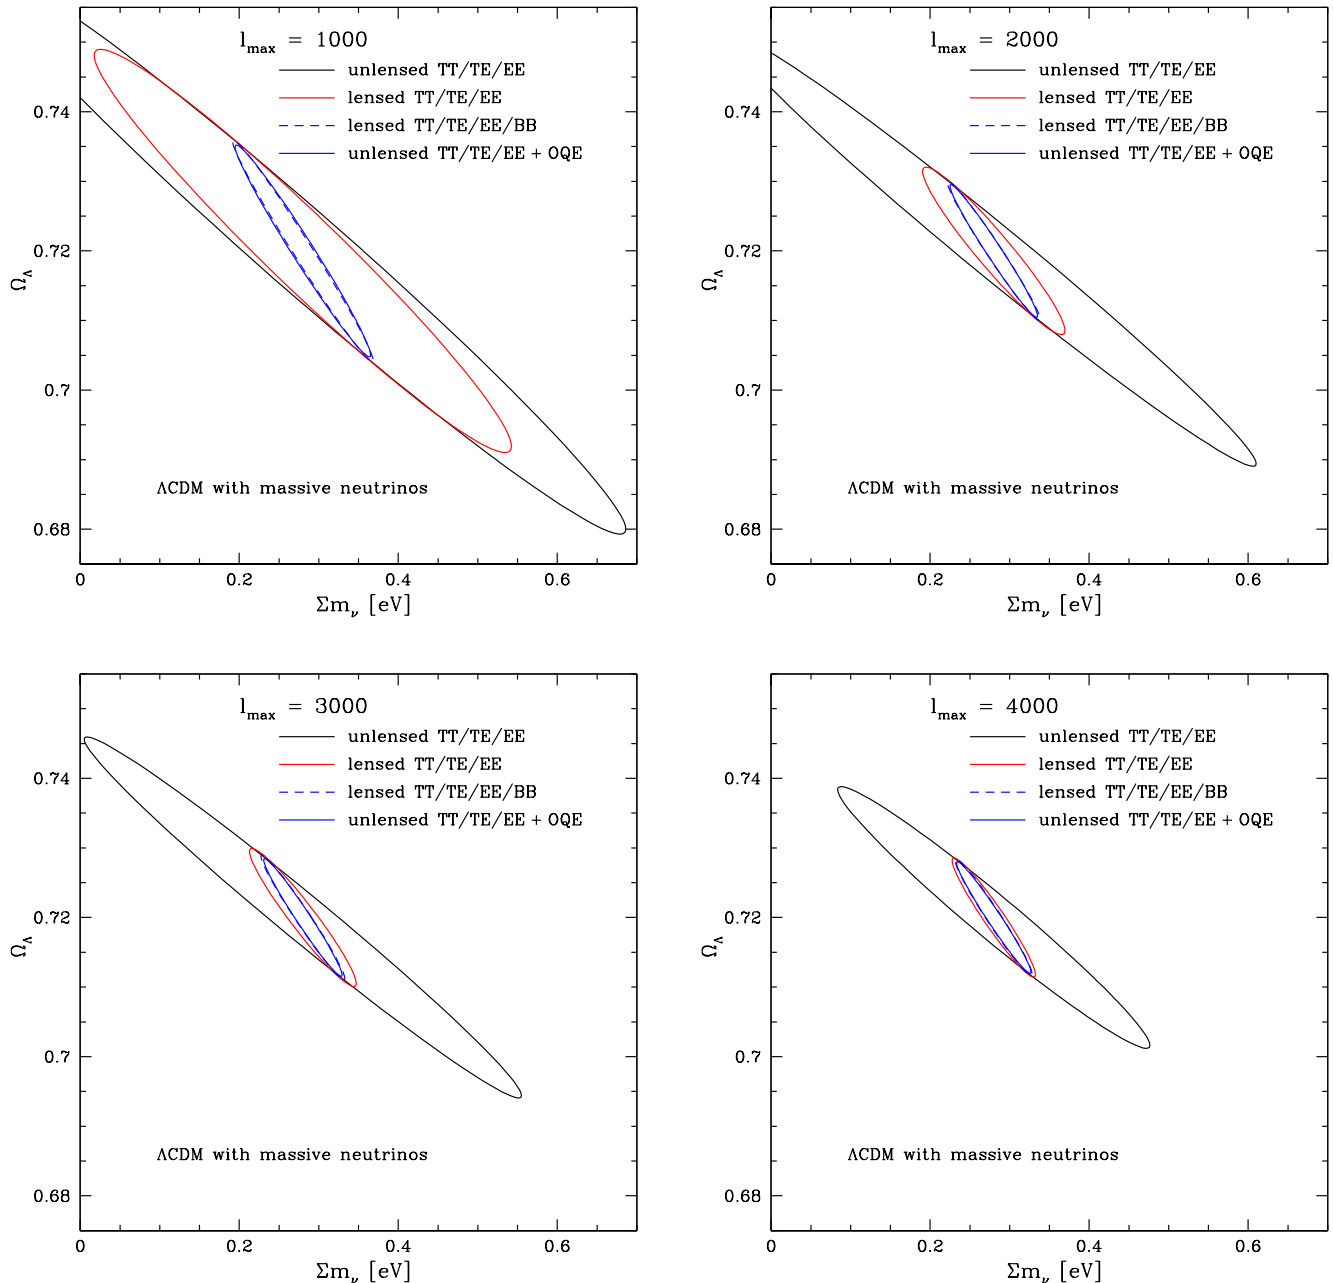 l_max = 1000
unlensed TT/TE/EE
lensed TT/TE/EE
lensed TT/TE/EE/BB
unlensed TT/TE/EE + OQE
0.74
0.72
0.7
0.68
Ω_Λ
ΛCDM with massive neutrinos
0 0.2 0.4 0.6
Σm_ν [eV]
l_max = 2000
unlensed TT/TE/EE
lensed TT/TE/EE
lensed TT/TE/EE/BB
unlensed TT/TE/EE + OQE
0.74
0.72
0.7
0.68
Ω_Λ
ΛCDM with massive neutrinos
0 0.2 0.4 0.6
Σm_ν [eV]
l_max = 3000
unlensed TT/TE/EE
lensed TT/TE/EE
lensed TT/TE/EE/BB
unlensed TT/TE/EE + OQE
0.74
0.72
0.7
0.68
Ω_Λ
ΛCDM with massive neutrinos
0 0.2 0.4 0.6
Σm_ν [eV]
l_max = 4000
unlensed TT/TE/EE
lensed TT/TE/EE
lensed TT/TE/EE/BB
unlensed TT/TE/EE + OQE
0.74
0.72
0.7
0.68
Ω_Λ
ΛCDM with massive neutrinos
0 0.2 0.4 0.6
Σm_ν [eV]